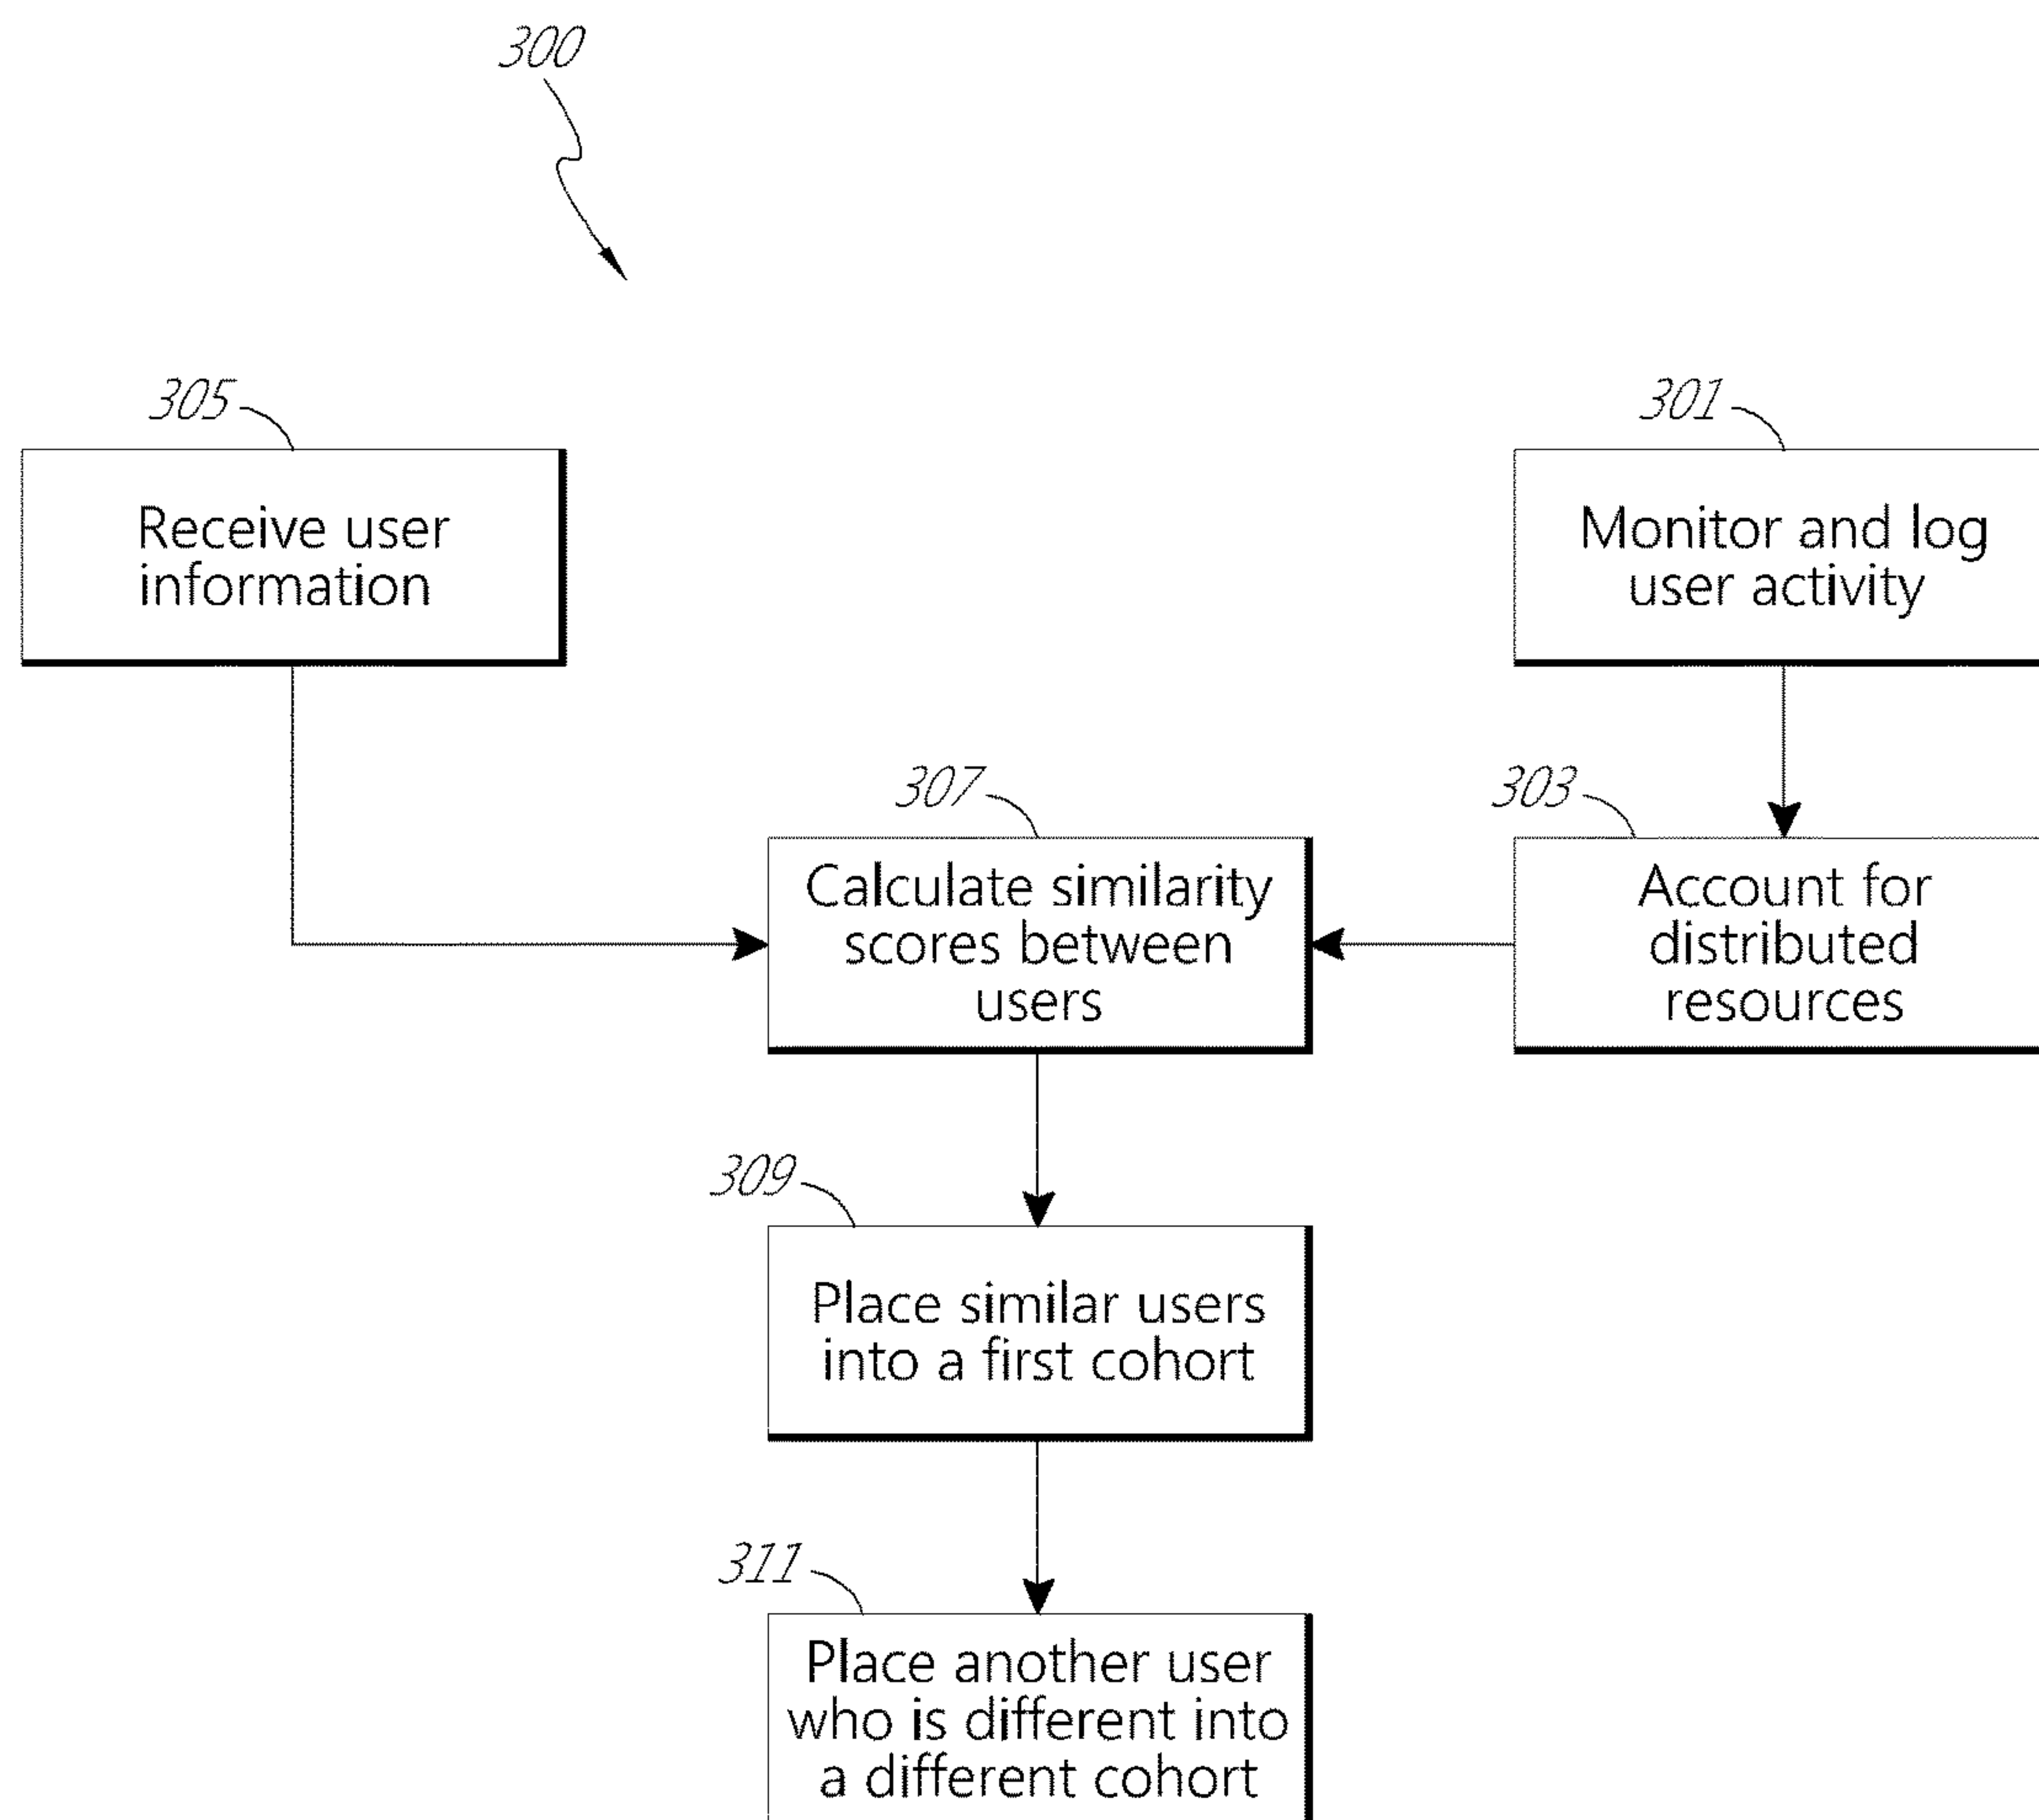 300
305
Receive user
information
301
Monitor and log
user activity
307
Calculate similarity
scores between
users
303
Account for
distributed
resources
309
Place similar users
into a first cohort
311
Place another user
who is different into
a different cohort